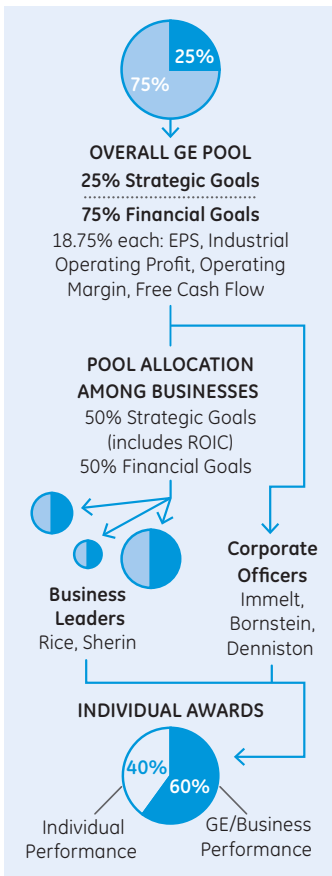 25%
75%
OVERALL GE POOL
25% Strategic Goals
75% Financial Goals
18.75% each: EPS, Industrial
Operating Profit, Operating
Margin, Free Cash Flow
POOL ALLOCATION
AMONG BUSINESSES
50% Strategic Goals
(includes ROIC)
50% Financial Goals
Business
Leaders
Rice, Sherin
Corporate
Officers
Immelt,
Bornstein,
Denniston
INDIVIDUAL AWARDS
40%
60%
Individual
Performance
GE/Business
Performance